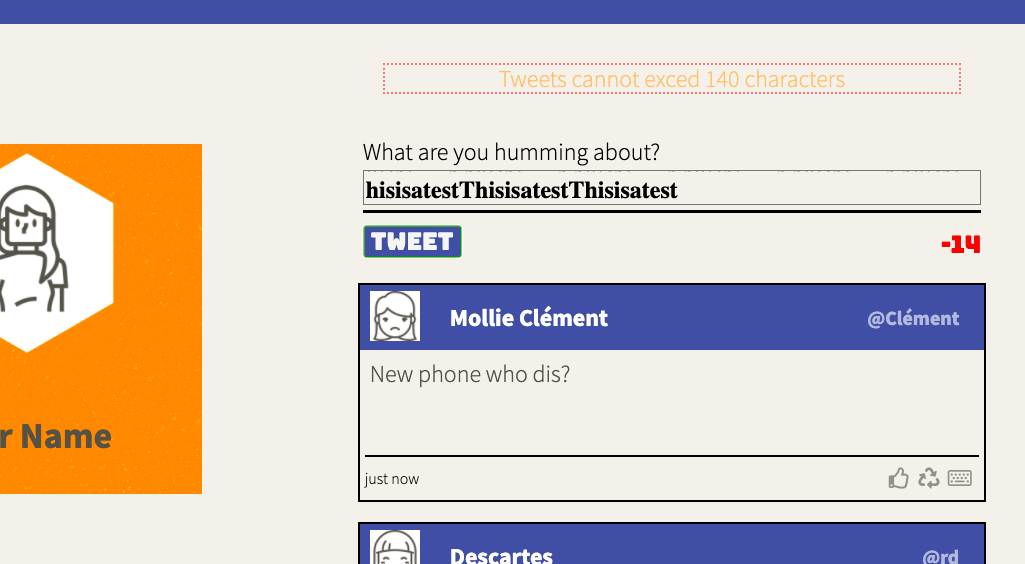 Tweets cannot exced 140 characters
What are you humming about?
hisisatestThisisatestThisisatest
TWEET
-14
r Name
Mollie Clément
@Clément
New phone who dis?
just now
Descartes
@rd